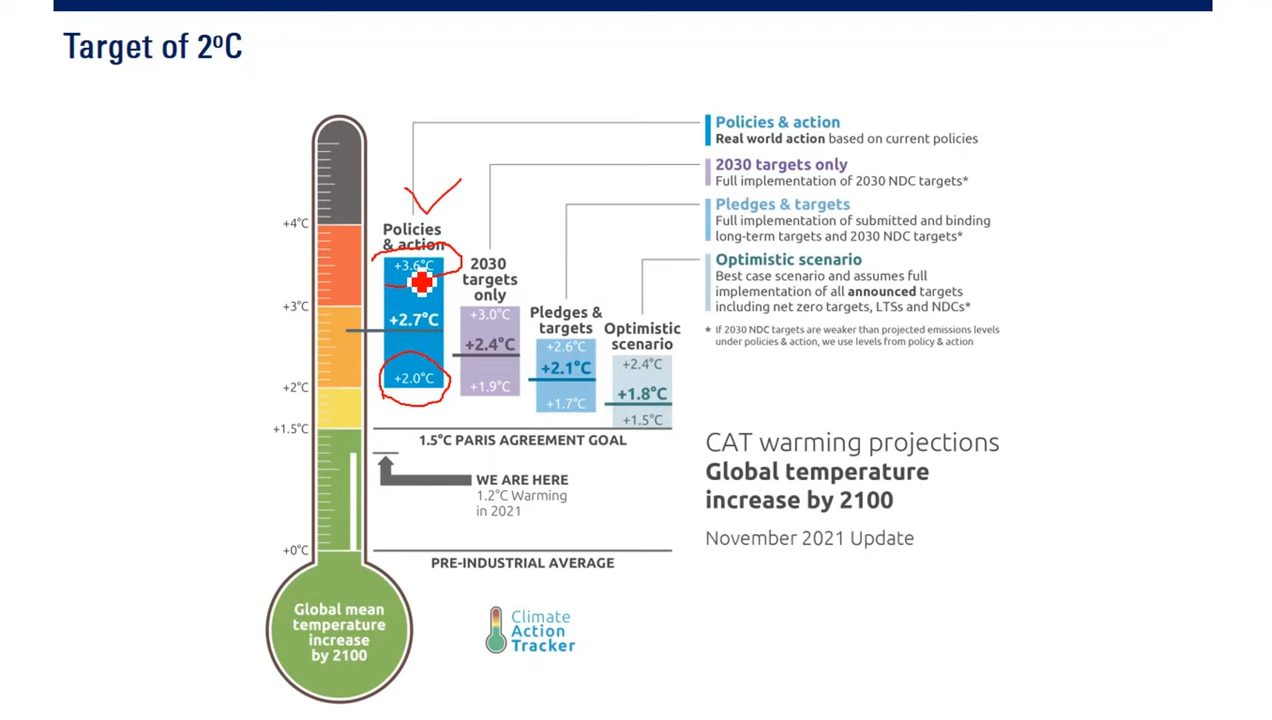 Target of 2ºC
Policies & action
Real world action based on current policies
2030 targets only
Full implementation of 2030 NDC targets*
Pledges & targets
Full implementation of submitted and binding
long-term targets and 2030 NDC targets*
Optimistic scenario
Best case scenario and assumes full
implementation of all announced targets
including net zero targets, LTSs and NDCs*
* If 2030 NDC targets are weaker than projected emissions levels
under policies & action, we use levels from policy & action
+4°C
+3°C
+2°C
+1.5°C
+0°C
Policies
& action
+3.6°C
+2.7°C
+2.0°C
2030
targets
only
+3.0°C
+2.4°C
+1.9°C
Pledges &
targets
+2.6°C
+2.1°C
+1.7°C
Optimistic
scenario
+2.4°C
+1.8°C
+1.5°C
1.5°C PARIS AGREEMENT GOAL
WE ARE HERE
1.2°C Warming
in 2021
PRE-INDUSTRIAL AVERAGE
CAT warming projections
Global temperature
increase by 2100
November 2021 Update
Global mean
temperature
increase
by 2100
Climate
Action
Tracker